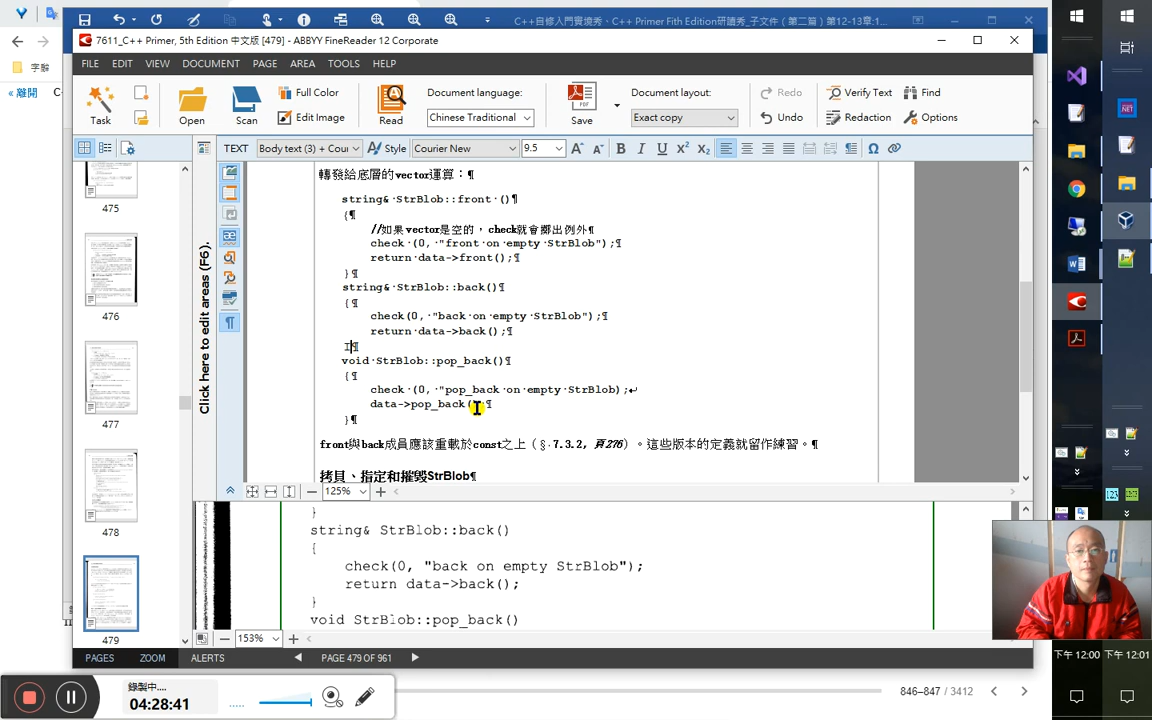 C++自修入門實境秀、C++ Primer Fith Edition研讀秀_子文件（第二篇）第12-13章:1...
7611_C++ Primer, 5th Edition 中文版 [479] - ABBYY FineReader 12 Corporate
字辭
« 離開
FILE EDIT VIEW DOCUMENT PAGE AREA TOOLS HELP
Task
Open
Scan
Full Color
Edit Image
Read
Document language:
Chinese Traditional
Save
Document layout:
Exact copy
Redo
Undo
Verify Text
Find
Redaction
Options
TEXT
Body text (3) + Cou
Style
Courier New
9.5
475
476
477
478
479
Click here to edit areas (F6).
轉發給底層的vector運算：¶
string&·StrBlob::front ()¶
{¶
//如果vector是空的，check就會擲出例外¶
check·(0,·"front·on·empty·StrBlob");¶
return·data->front();¶
}¶
string&·StrBlob::back()¶
{¶
check(0,·"back·on·empty·StrBlob");¶
return·data->back();¶
I¶
void·StrBlob::pop_back()¶
{¶
check·(0,·"pop_back·on·empty·StrBlob);↵
data->pop_back();¶
}¶
front與back成員應該重載於const之上（§·7.3.2，頁276）。這些版本的定義就留作練習。¶
拷貝、指定和摧毀StrBlob¶
125%
}
string& StrBlob::back()
{
check(0, "back on empty StrBlob");
return data->back();
}
void StrBlob::pop_back()
153%
PAGES ZOOM ALERTS
PAGE 479 OF 961
錄製中....
04:28:41
846–847 / 3412
下午 12:00
下午 12:01